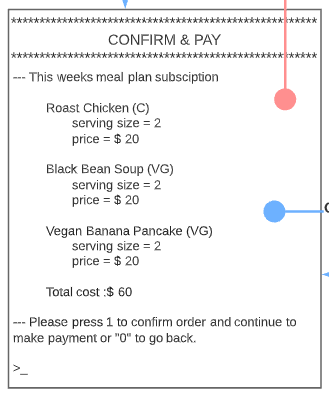 ************************************************************
CONFIRM & PAY
************************************************************
--- This weeks meal plan subsciption
Roast Chicken (C)
serving size = 2
price = $ 20
Black Bean Soup (VG)
serving size = 2
price = $ 20
Vegan Banana Pancake (VG)
serving size = 2
price = $ 20
Total cost :$ 60
--- Please press 1 to confirm order and continue to
make payment or "0" to go back.
>_